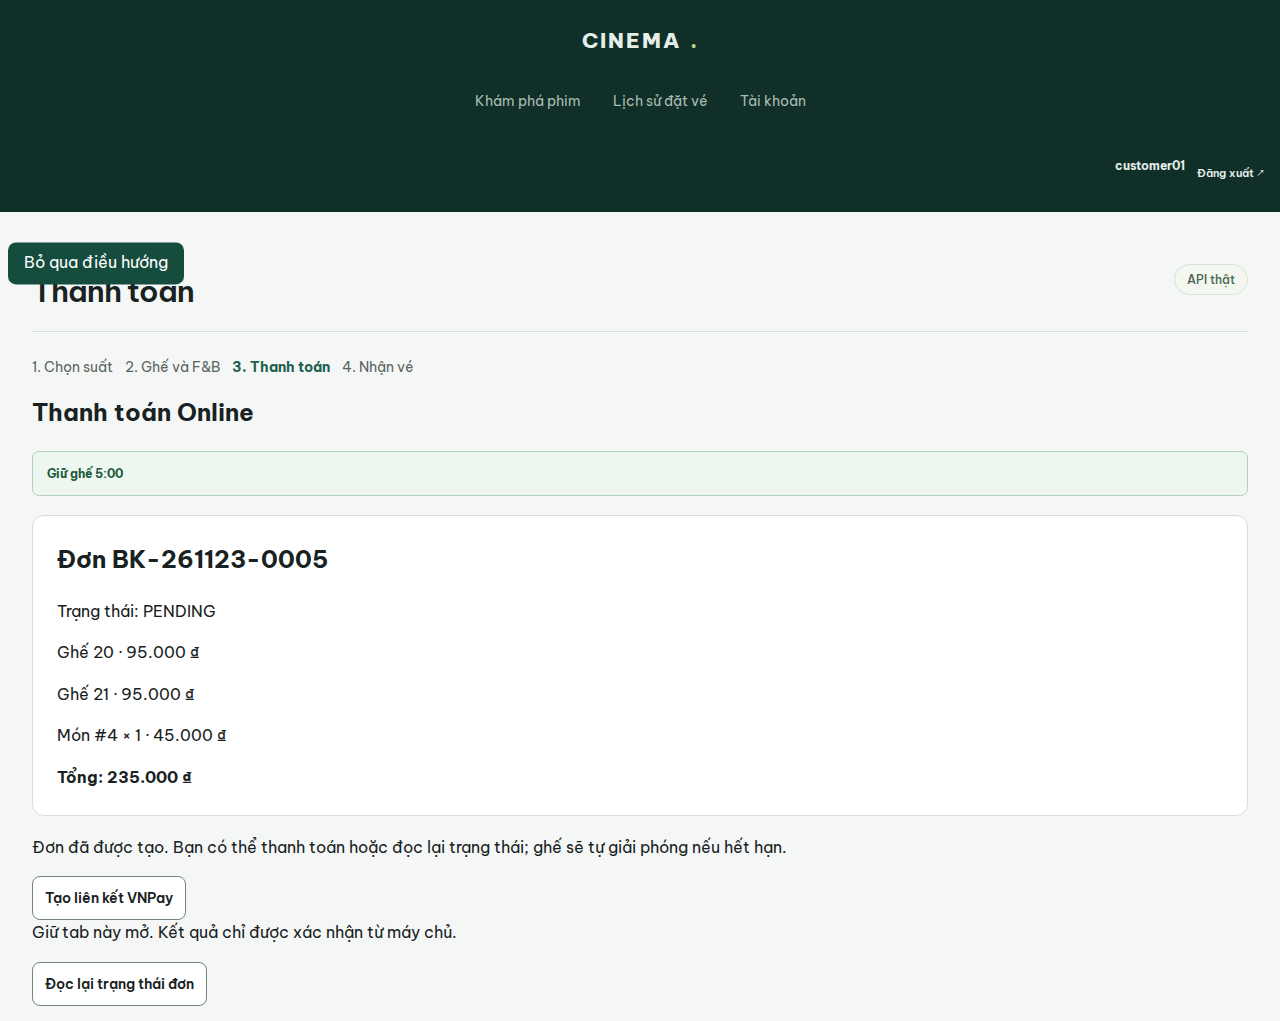 CINEMA .
Khám phá phim Lịch sử đặt vé Tài khoản
customer01 Đăng xuất ↗
Bỏ qua điều hướng
Thanh toán
API thật
1. Chọn suất 2. Ghế và F&B 3. Thanh toán 4. Nhận vé
Thanh toán Online
Giữ ghế 5:00
Đơn BK-261123-0005
Trạng thái: PENDING
Ghế 20 · 95.000 ₫
Ghế 21 · 95.000 ₫
Món #4 × 1 · 45.000 ₫
Tổng: 235.000 ₫
Đơn đã được tạo. Bạn có thể thanh toán hoặc đọc lại trạng thái; ghế sẽ tự giải phóng nếu hết hạn.
Tạo liên kết VNPay
Giữ tab này mở. Kết quả chỉ được xác nhận từ máy chủ.
Đọc lại trạng thái đơn